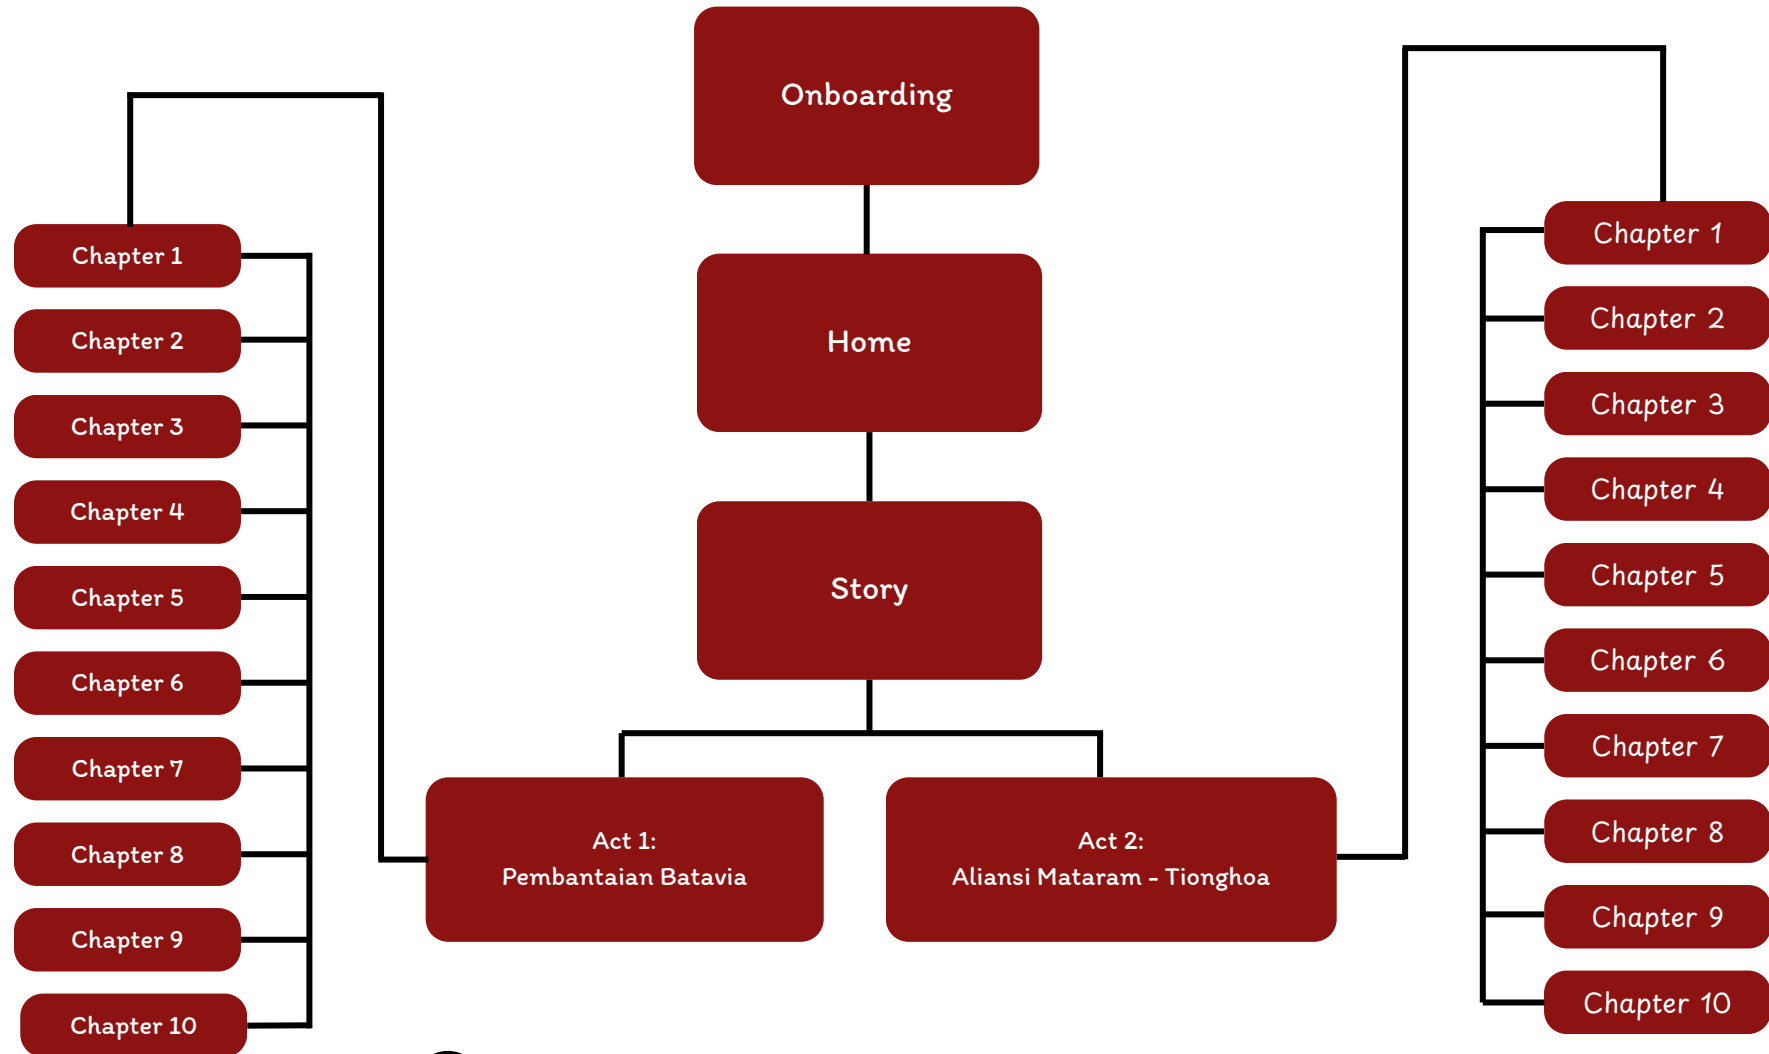 Onboarding
Home
Story
Act 1:
Pembantaian Batavia
Act 2:
Aliansi Mataram - Tionghoa
Chapter 1
Chapter 2
Chapter 3
Chapter 4
Chapter 5
Chapter 6
Chapter 7
Chapter 8
Chapter 9
Chapter 10
Chapter 1
Chapter 2
Chapter 3
Chapter 4
Chapter 5
Chapter 6
Chapter 7
Chapter 8
Chapter 9
Chapter 10